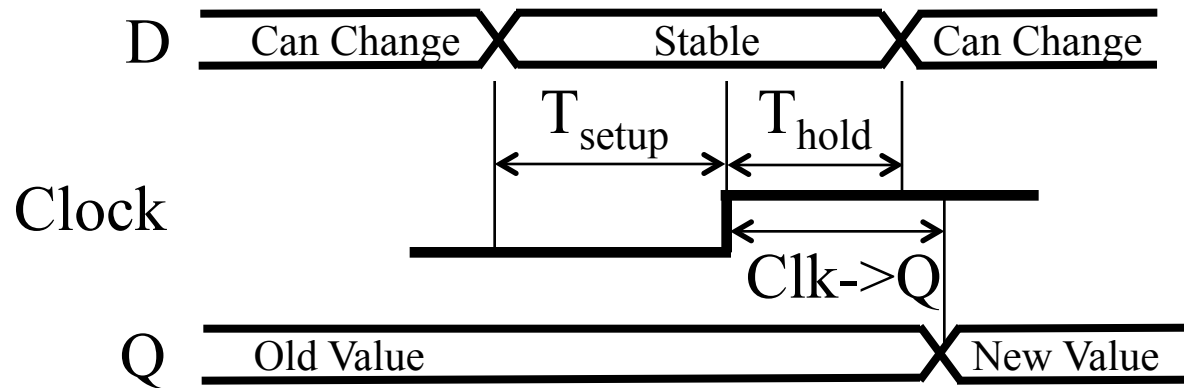 D Can Change Stable Can Change
T setup T hold
Clock
Clk->Q
Q Old Value New Value